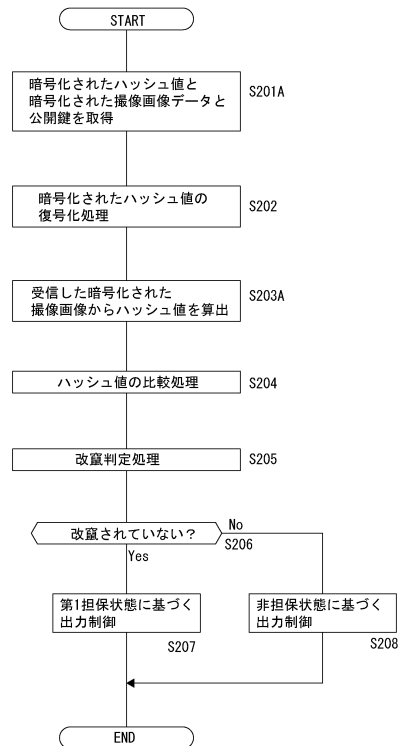 START
暗号化されたハッシュ値と
暗号化された撮像画像データと
公開鍵を取得
S201A
暗号化されたハッシュ値の
復号化処理
S202
受信した暗号化された
撮像画像からハッシュ値を算出
S203A
ハッシュ値の比較処理
S204
改竄判定処理
S205
改竄されていない？
No
S206
Yes
第1担保状態に基づく
出力制御
S207
非担保状態に基づく
出力制御
S208
END